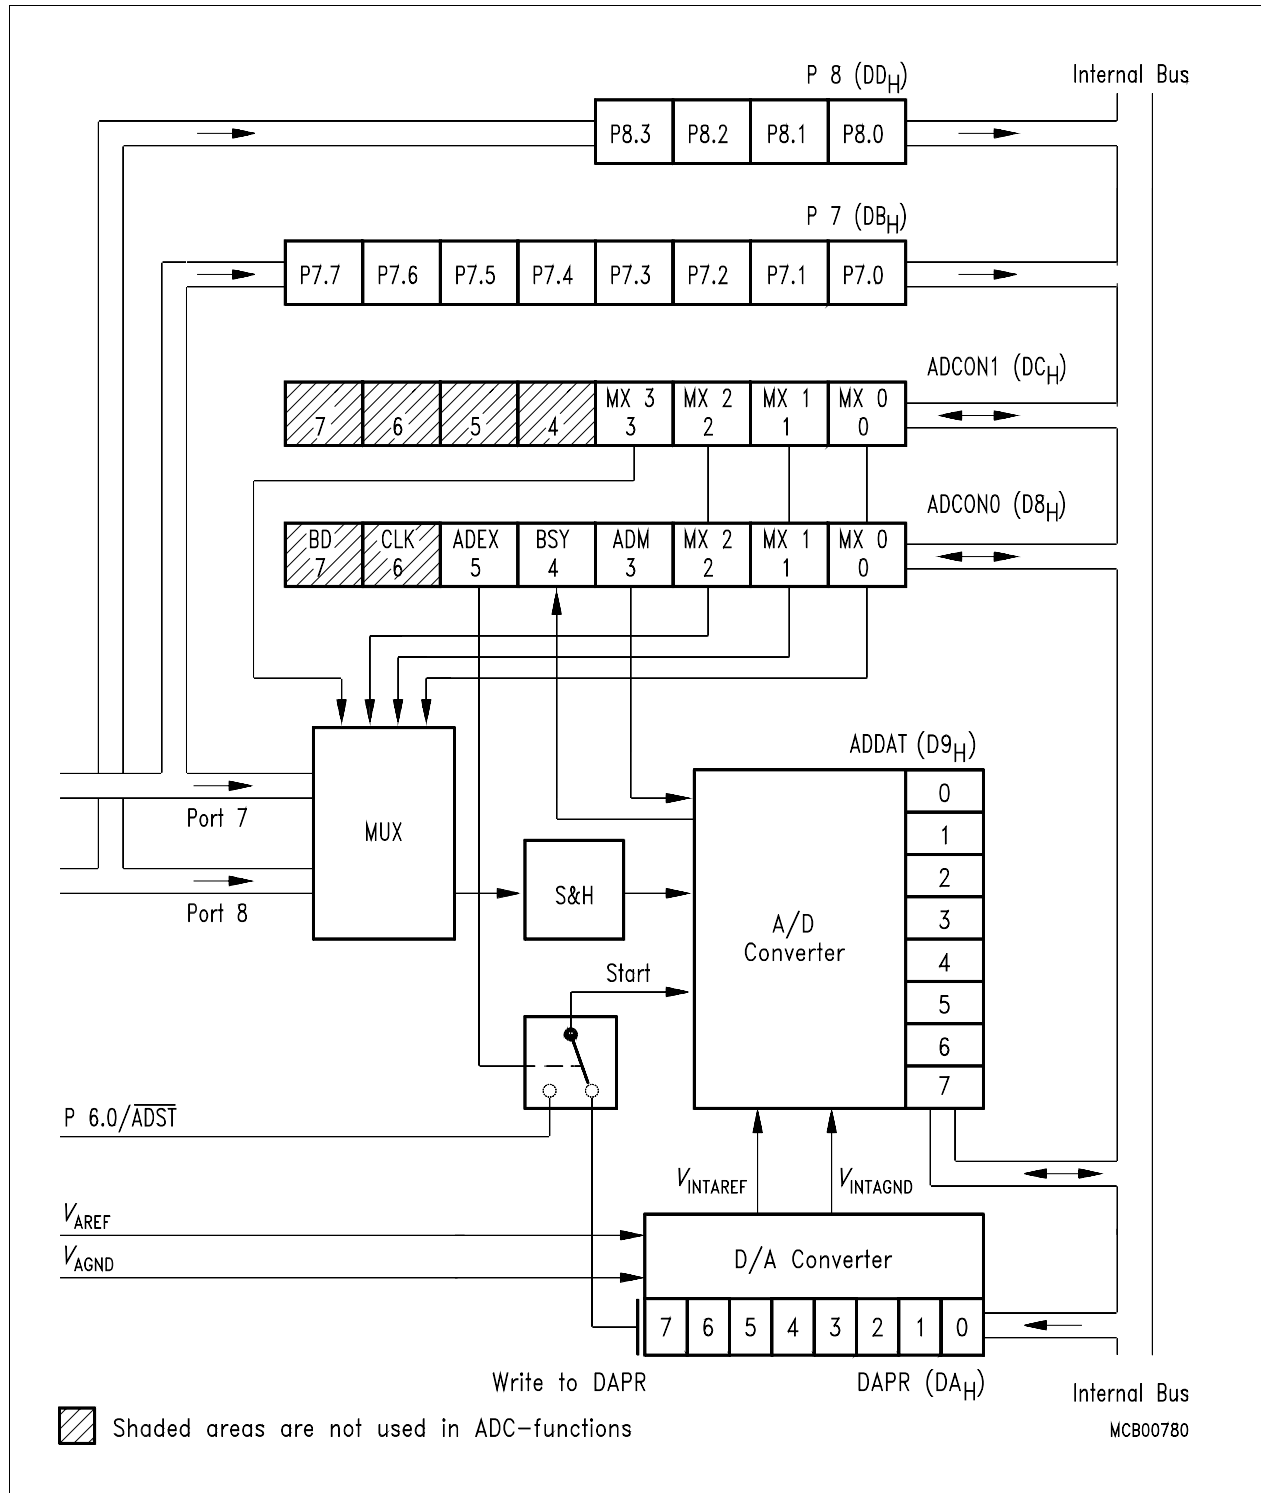 P 8 (DDH)
Internal Bus
P8.3 P8.2 P8.1 P8.0
P 7 (DBH)
P7.7 P7.6 P7.5 P7.4 P7.3 P7.2 P7.1 P7.0
ADCON1 (DCH)
MX 3 MX 2 MX 1 MX 0
7 6 5 4 3 2 1 0
ADCON0 (D8H)
BD CLK ADEX BSY ADM MX 2 MX 1 MX 0
7 6 5 4 3 2 1 0
ADDAT (D9H)
0
1
2
3
4
5
6
7
Port 7
MUX
Port 8
S&H
A/D
Converter
Start
P 6.0/ADST
VINTAREF
VINTAGND
VAREF
VAGND
D/A Converter
7 6 5 4 3 2 1 0
Write to DAPR
DAPR (DAH)
Internal Bus
Shaded areas are not used in ADC-functions
MCB00780